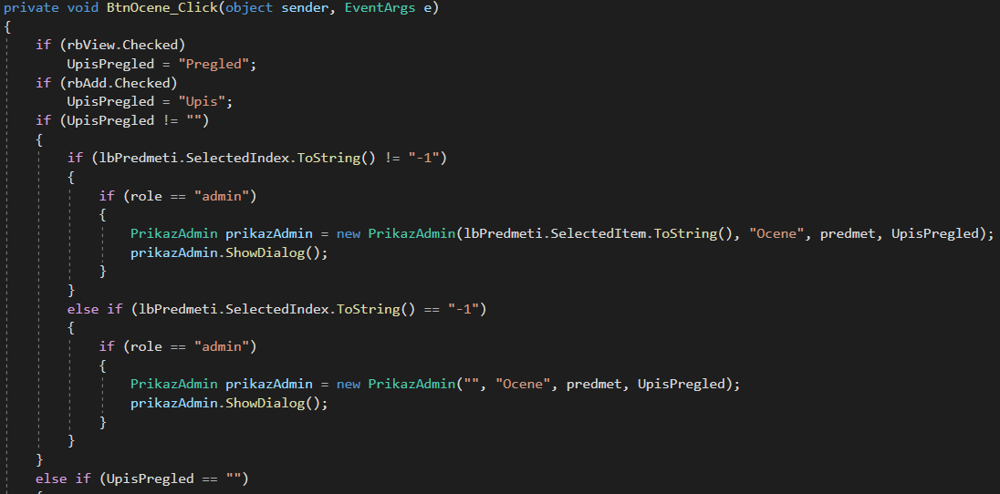 private void BtnOcene_Click(object sender, EventArgs e)
{
if (rbView.Checked)
UpisPregled = "Pregled";
if (rbAdd.Checked)
UpisPregled = "Upis";
if (UpisPregled != "")
{
if (lbPredmeti.SelectedIndex.ToString() != "-1")
{
if (role == "admin")
{
PrikazAdmin prikazAdmin = new PrikazAdmin(lbPredmeti.SelectedItem.ToString(), "Ocene", predmet, UpisPregled);
prikazAdmin.ShowDialog();
}
}
else if (lbPredmeti.SelectedIndex.ToString() == "-1")
{
if (role == "admin")
{
PrikazAdmin prikazAdmin = new PrikazAdmin("", "Ocene", predmet, UpisPregled);
prikazAdmin.ShowDialog();
}
}
}
else if (UpisPregled == "")